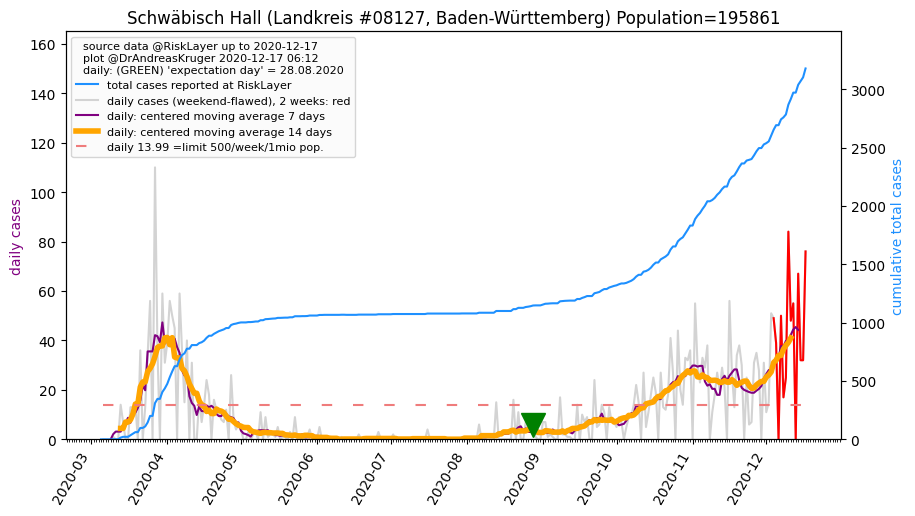 Schwäbisch Hall (Landkreis #08127, Baden-Württemberg) Population=195861
source data @RiskLayer up to 2020-12-17
plot @DrAndreasKruger 2020-12-17 06:12
daily: (GREEN) 'expectation day' = 28.08.2020
total cases reported at RiskLayer
daily cases (weekend-flawed), 2 weeks: red
daily: centered moving average 7 days
daily: centered moving average 14 days
daily 13.99 =limit 500/week/1mio pop.
daily cases
160
140
120
100
80
60
40
20
0
cumulative total cases
3000
2500
2000
1500
1000
500
0
2020-03
2020-04
2020-05
2020-06
2020-07
2020-08
2020-09
2020-10
2020-11
2020-12